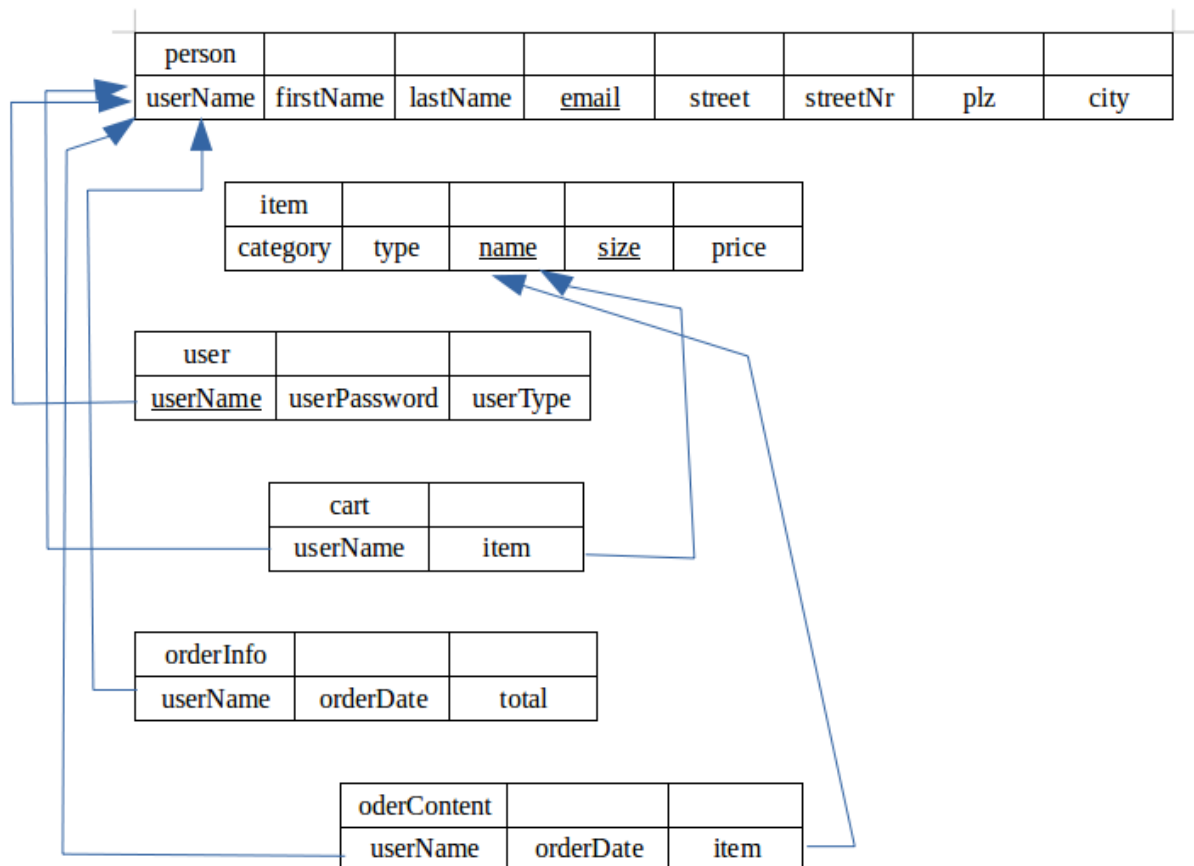 person
userName firstName lastName email street streetNr plz city
item
category type name size price
user
userName userPassword userType
cart
userName item
orderInfo
userName orderDate total
oderContent
userName orderDate item